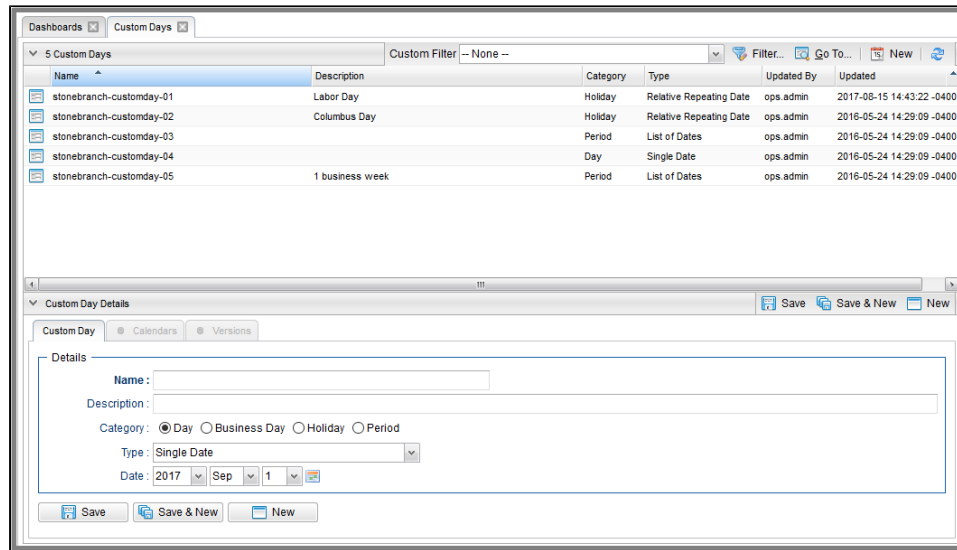 Dashboards Custom Days
5 Custom Days Custom Filter -- None -- Filter... Go To... 15 New
Name Description Category Type Updated By Updated
stonebranch-customday-01 Labor Day Holiday Relative Repeating Date ops.admin 2017-08-15 14:43:22 -0400
stonebranch-customday-02 Columbus Day Holiday Relative Repeating Date ops.admin 2016-05-24 14:29:09 -0400
stonebranch-customday-03 Period List of Dates ops.admin 2016-05-24 14:29:09 -0400
stonebranch-customday-04 Day Single Date ops.admin 2016-05-24 14:29:09 -0400
stonebranch-customday-05 1 business week Period List of Dates ops.admin 2016-05-24 14:29:09 -0400
Custom Day Details Save Save & New New
Custom Day Calendars Versions
Details
Name :
Description :
Category : Day Business Day Holiday Period
Type : Single Date
Date : 2017 Sep 1
Save Save & New New